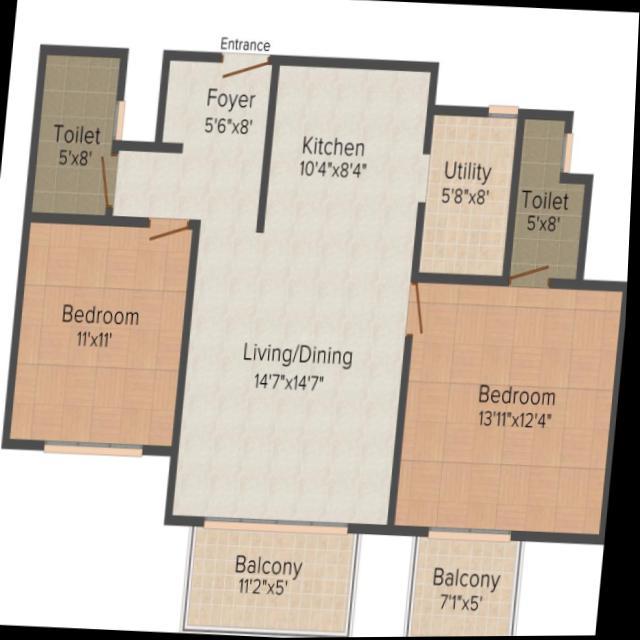 Entrance
Foyer
5'6"x8'
Toilet
5'x8'
Kitchen
10'4"x8'4"
Utility
5'8"x8'
Toilet
5'x8'
Bedroom
11'x11'
Living/Dining
14'7"x14'7"
Bedroom
13'11"x12'4"
Balcony
11'2"x5'
Balcony
7'1"x5'